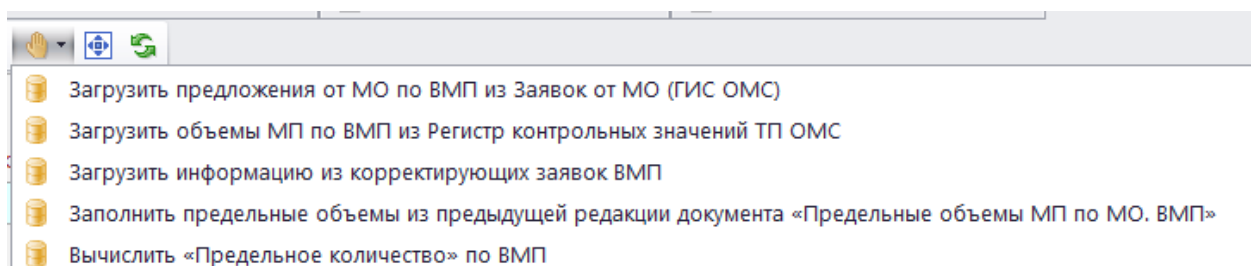 Загрузить предложения от МО по ВМП из Заявок от МО (ГИС ОМС)
Загрузить объемы МП по ВМП из Регистр контрольных значений ТП ОМС
Загрузить информацию из корректирующих заявок ВМП
Заполнить предельные объемы из предыдущей редакции документа «Предельные объемы МП по МО. ВМП»
Вычислить «Предельное количество» по ВМП